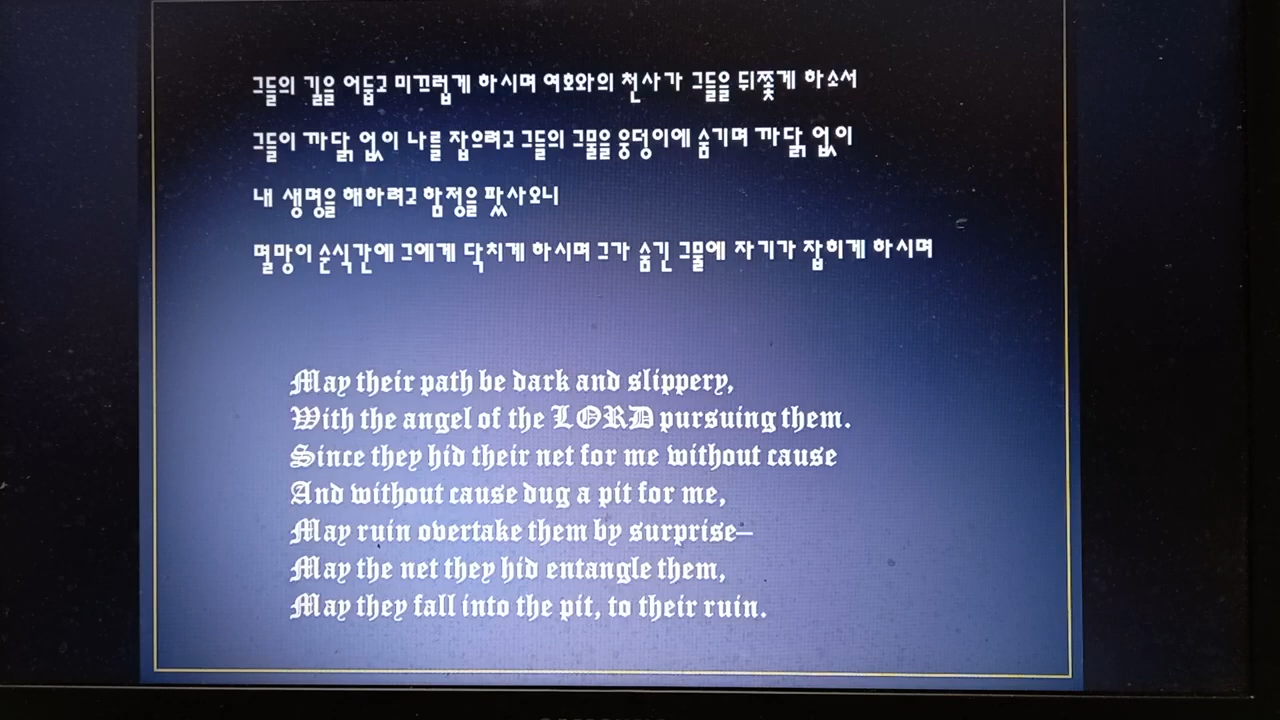 그들의 길을 어둡고 미끄럽게 하시며 여호와의 천사가 그들을 뒤쫓게 하소서
그들이 까닭 없이 나를 잡으려고 그들의 그물을 웅덩이에 숨기며 까닭 없이
내 생명을 해하려고 함정을 팠사오니
멸망이 순식간에 그에게 닥치게 하시며 그가 숨긴 그물에 자기가 잡히게 하시며
May their path be dark and slippery,
With the angel of the LORD pursuing them.
Since they hid their net for me without cause
And without cause dug a pit for me,
May ruin overtake them by surprise—
May the net they hid entangle them,
May they fall into the pit, to their ruin.